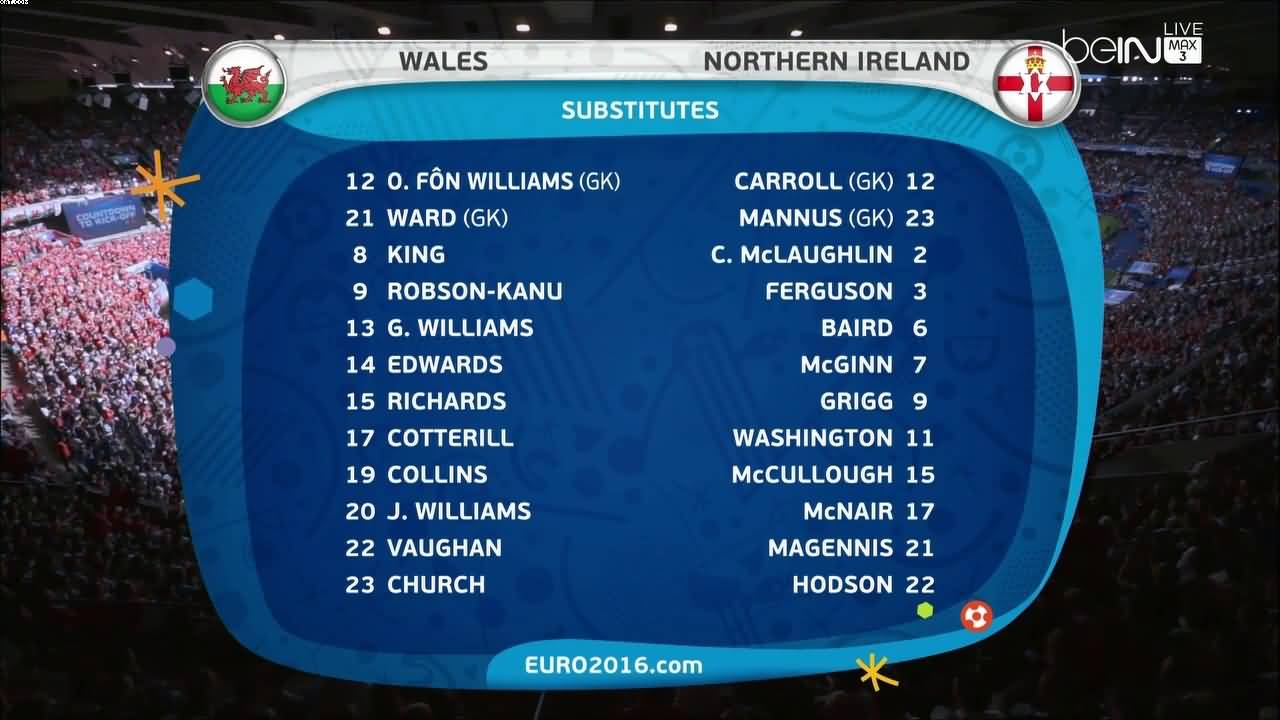 WALES NORTHERN IRELAND
LIVE
beIN MAX
3
SUBSTITUTES
12 O. FÔN WILLIAMS (GK) CARROLL (GK) 12
21 WARD (GK) MANNUS (GK) 23
8 KING C. McLAUGHLIN 2
9 ROBSON-KANU FERGUSON 3
13 G. WILLIAMS BAIRD 6
14 EDWARDS McGINN 7
15 RICHARDS GRIGG 9
17 COTTERILL WASHINGTON 11
19 COLLINS McCULLOUGH 15
20 J. WILLIAMS McNAIR 17
22 VAUGHAN MAGENNIS 21
23 CHURCH HODSON 22
COUNTDOWN
TO KICK-OFF
EURO2016.com